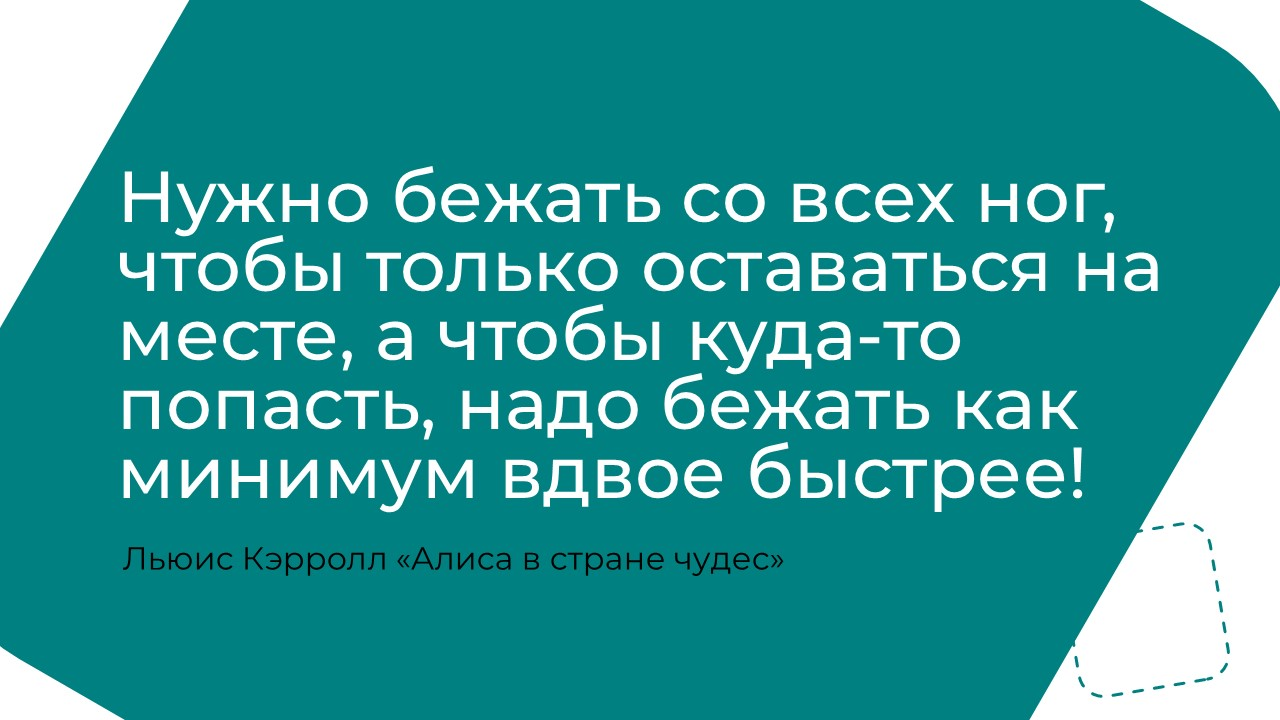 Нужно бежать со всех ног,
чтобы только оставаться на
месте, а чтобы куда-то
попасть, надо бежать как
минимум вдвое быстрее!
Льюис Кэрролл «Алиса в стране чудес»